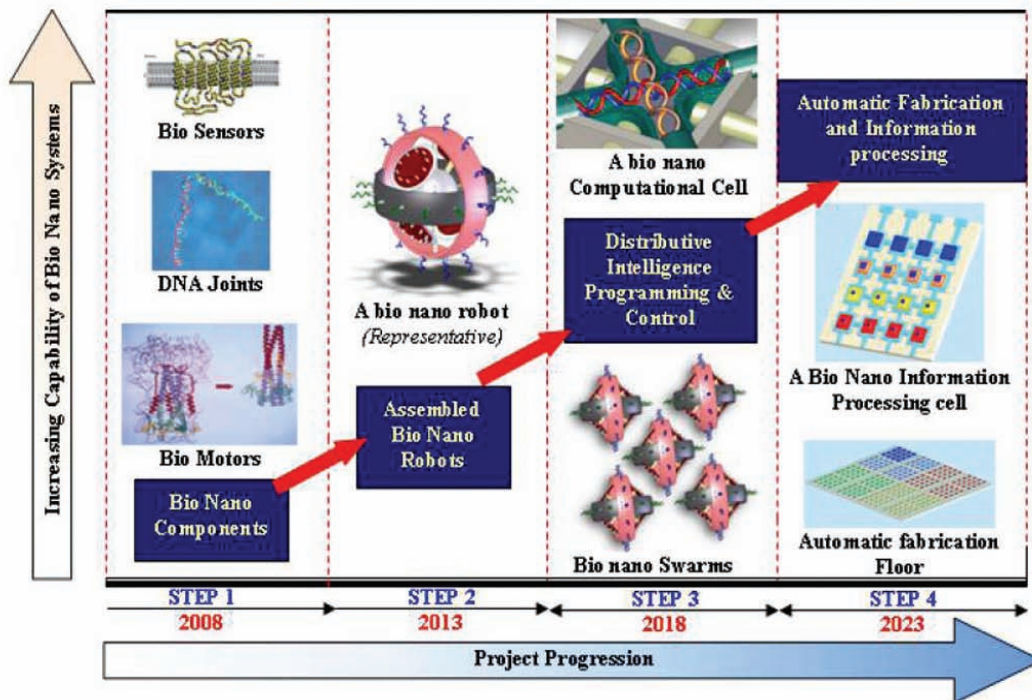 Increasing Capability of Bio Nano Systems
Bio Sensors
DNA Joints
Bio Motors
Bio Nano
Components
A bio nano robot
(Representative)
Assembled
Bio Nano
Robots
A bio nano
Computational Cell
Distributive
Intelligence
Programming &
Control
Bio nano Swarms
Automatic Fabrication
and Information
processing
A Bio Nano Information
Processing cell
Automatic fabrication
Floor
STEP 1
2008
STEP 2
2013
STEP 3
2018
STEP 4
2023
Project Progression